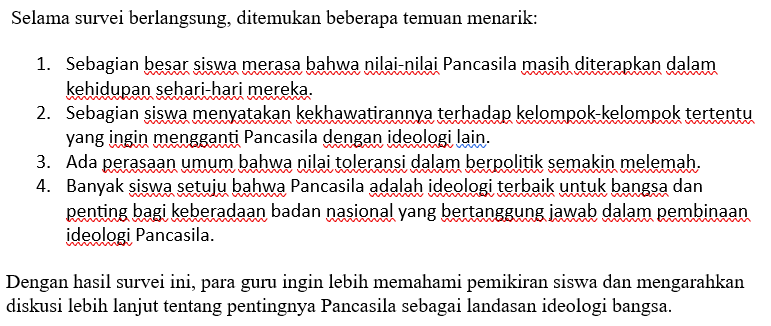 Selama survei berlangsung, ditemukan beberapa temuan menarik:
1. Sebagian besar siswa merasa bahwa nilai-nilai Pancasila masih diterapkan dalam
kehidupan sehari-hari mereka.
2. Sebagian siswa menyatakan kekhawatirannya terhadap kelompok-kelompok tertentu
yang ingin mengganti Pancasila dengan ideologi lain.
3. Ada perasaan umum bahwa nilai toleransi dalam berpolitik semakin melemah.
4. Banyak siswa setuju bahwa Pancasila adalah ideologi terbaik untuk bangsa dan
penting bagi keberadaan badan nasional yang bertanggung jawab dalam pembinaan
ideologi Pancasila.
Dengan hasil survei ini, para guru ingin lebih memahami pemikiran siswa dan mengarahkan
diskusi lebih lanjut tentang pentingnya Pancasila sebagai landasan ideologi bangsa.